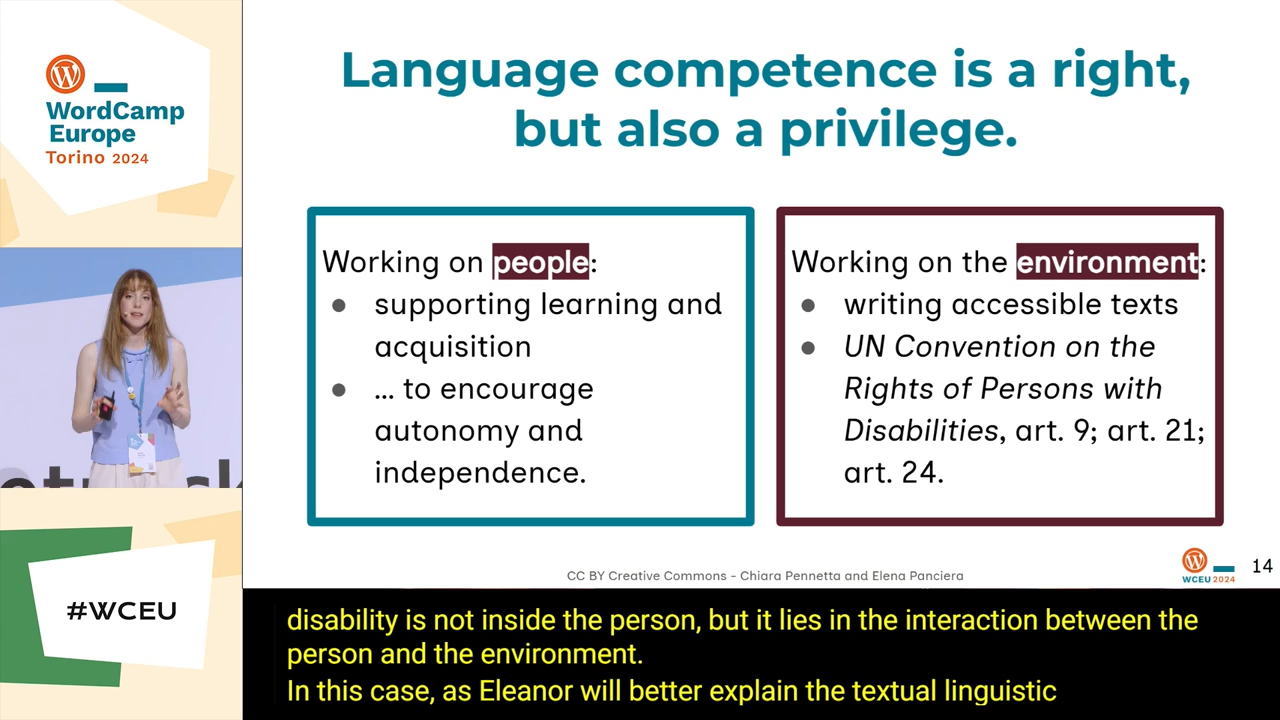 WordCamp
Europe
Torino 2024
#WCEU
Language competence is a right,
but also a privilege.
Working on people:
● supporting learning and
acquisition
● ... to encourage
autonomy and
independence.
Working on the environment:
● writing accessible texts
● UN Convention on the
Rights of Persons with
Disabilities, art. 9; art. 21;
art. 24.
CC BY Creative Commons - Chiara Pennetta and Elena Panciera
WCEU 2024
14
disability is not inside the person, but it lies in the interaction between the
person and the environment.
In this case, as Eleanor will better explain the textual linguistic